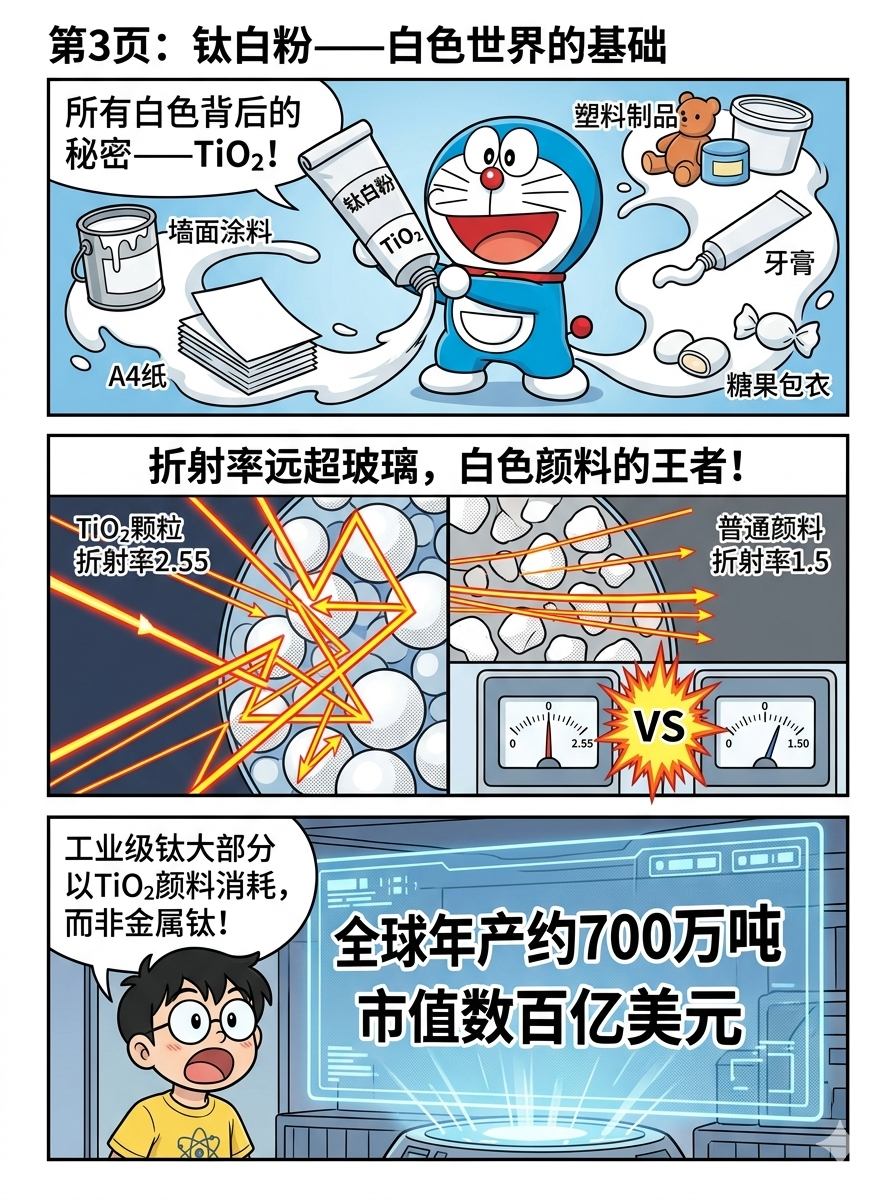 第3页：钛白粉——白色世界的基础
所有白色背后的
秘密——TiO₂！
钛白粉
TiO₂
塑料制品
墙面涂料
牙膏
A4纸
糖果包衣
折射率远超玻璃，白色颜料的王者！
TiO₂颗粒
折射率2.55
普通颜料
折射率1.5
0
0
2.55
VS
0
0
1.50
工业级钛大部分
以TiO₂颜料消耗，
而非金属钛！
全球年产约700万吨
市值数百亿美元